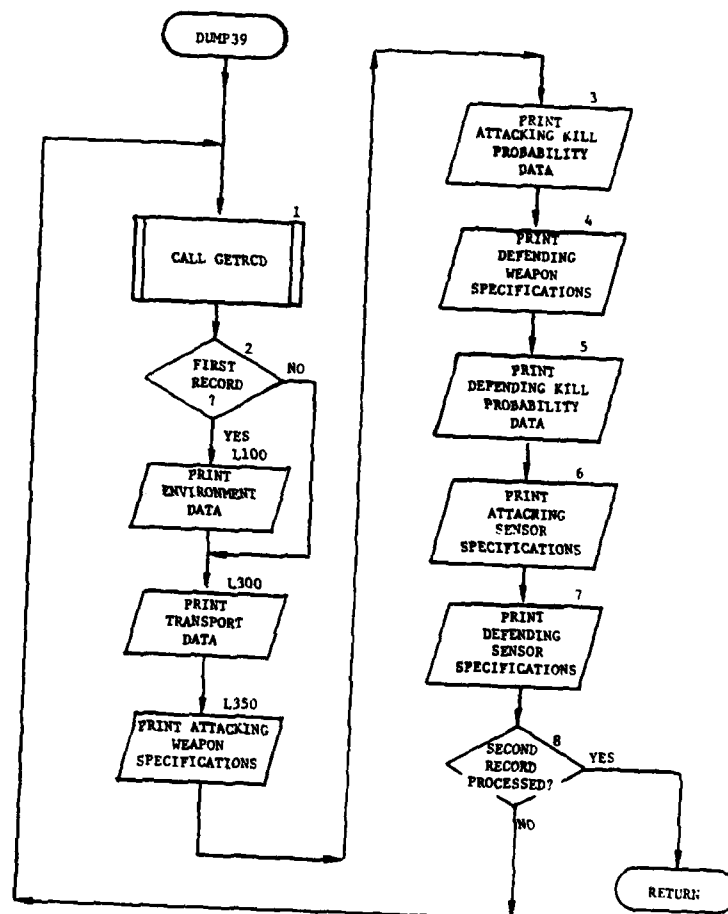 DUMP39
1
CALL GETRCD
2
FIRST
RECORD
?
NO
YES
L100
PRINT
ENVIRONMENT
DATA
L300
PRINT
TRANSPORT
DATA
L350
PRINT ATTACKING
WEAPON
SPECIFICATIONS
3
PRINT
ATTACKING KILL
PROBABILITY
DATA
4
PRINT
DEFENDING
WEAPON
SPECIFICATIONS
5
PRINT
DEFENDING KILL
PROBABILITY
DATA
6
PRINT
ATTACKING
SENSOR
SPECIFICATIONS
7
PRINT
DEFENDING
SENSOR
SPECIFICATIONS
8
SECOND
RECORD
PROCESSED?
YES
NO
RETURN